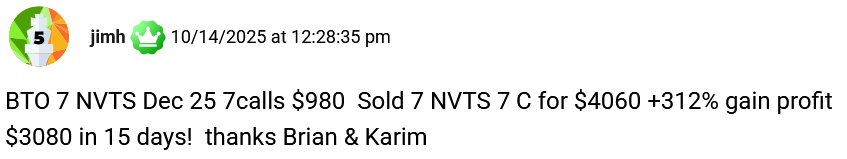 5
jimh 10/14/2025 at 12:28:35 pm
BTO 7 NVTS Dec 25 7calls $980  Sold 7 NVTS 7 C for $4060 +312% gain profit
$3080 in 15 days!  thanks Brian & Karim